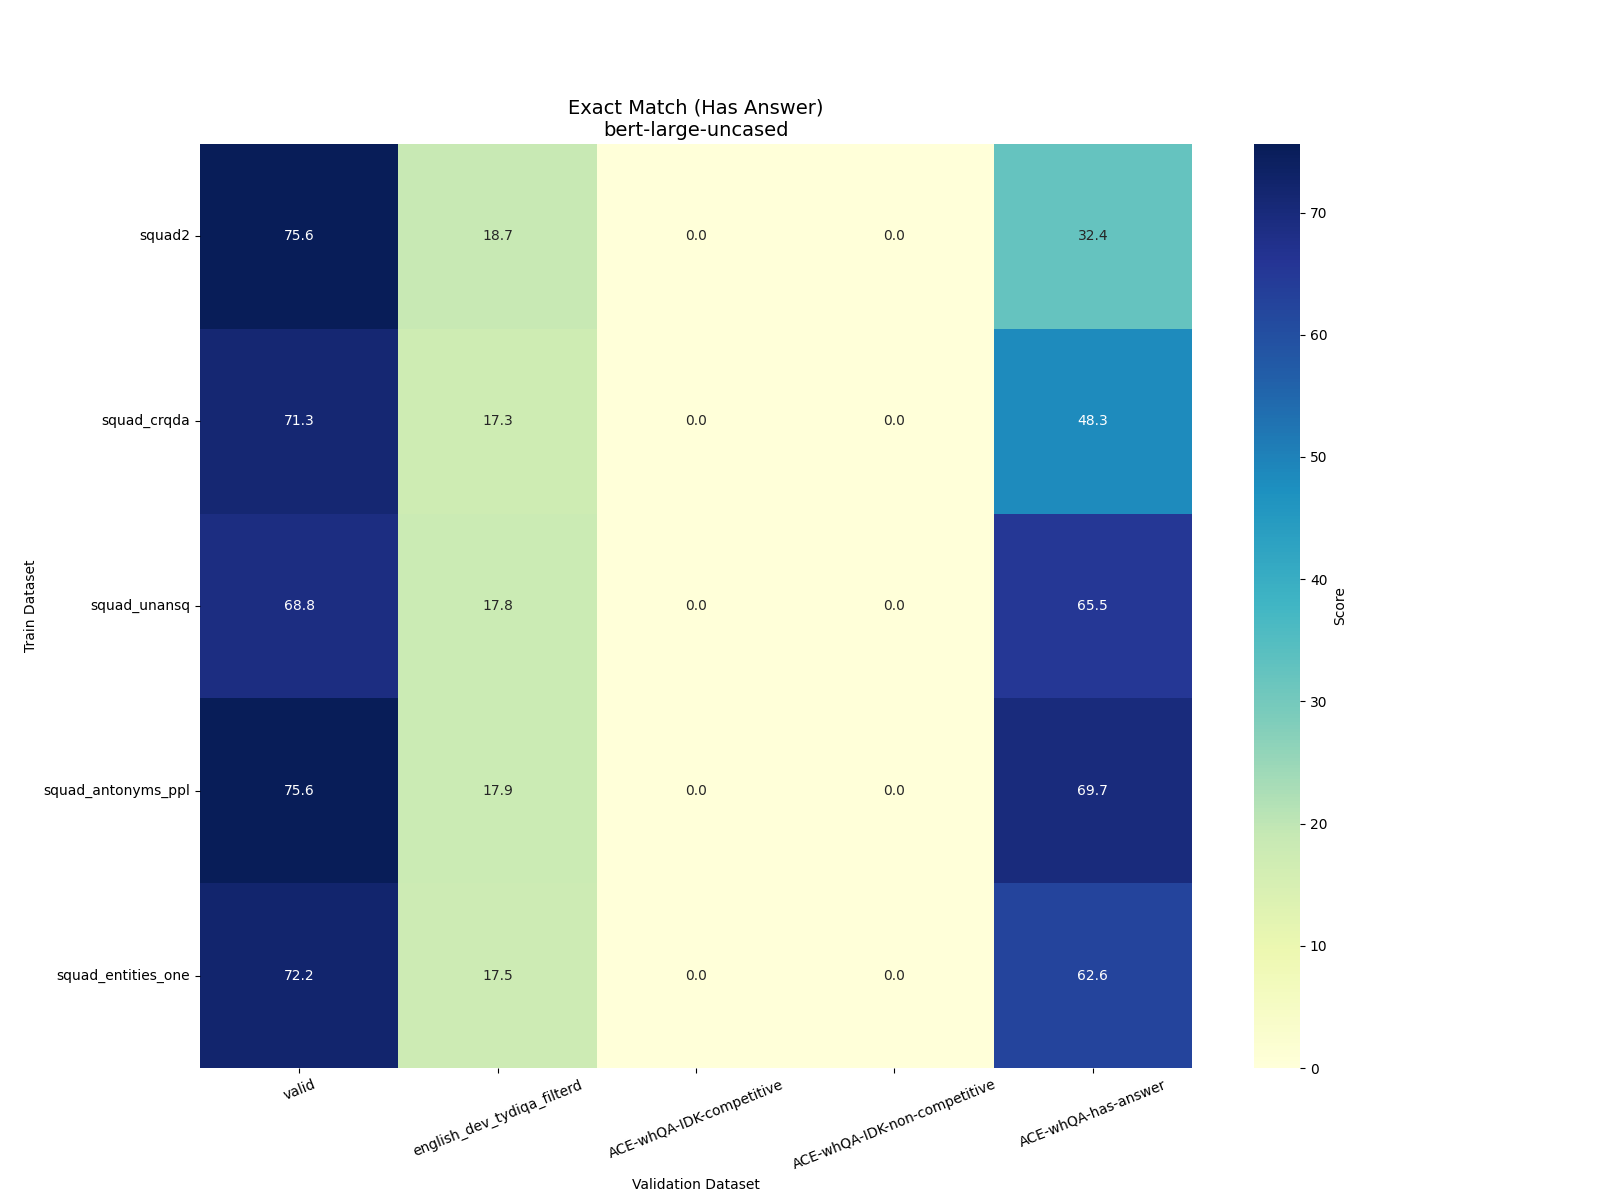 Exact Match (Has Answer)
bert-large-uncased
Train Dataset
squad2 75.6 18.7 0.0 0.0 32.4
squad_crqda 71.3 17.3 0.0 0.0 48.3
squad_unansq 68.8 17.8 0.0 0.0 65.5
squad_antonyms_ppl 75.6 17.9 0.0 0.0 69.7
squad_entities_one 72.2 17.5 0.0 0.0 62.6
valid english_dev_tydiqa_filterd ACE-whQA-IDK-competitive ACE-whQA-IDK-non-competitive ACE-whQA-has-answer
Validation Dataset
70
60
50
40
30
20
10
0
Score